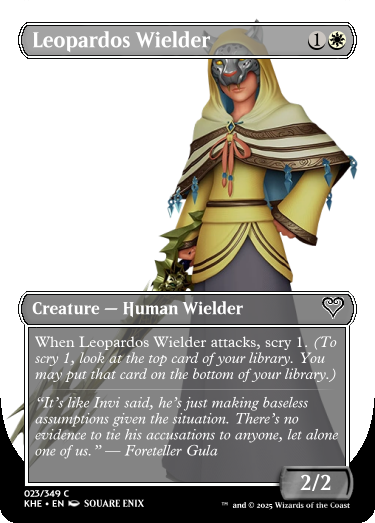 Leopardos Wielder 1
Creature — Human Wielder
When Leopardos Wielder attacks, scry 1. (To
scry 1, look at the top card of your library. You
may put that card on the bottom of your library.)
“It's like Invi said, he's just making baseless
assumptions given the situation. There's no
evidence to tie his accusations to anyone, let alone
one of us.” — Foreteller Gula
2/2
023/349 C
KHE • EN SQUARE ENIX
™ and © 2025 Wizards of the Coast